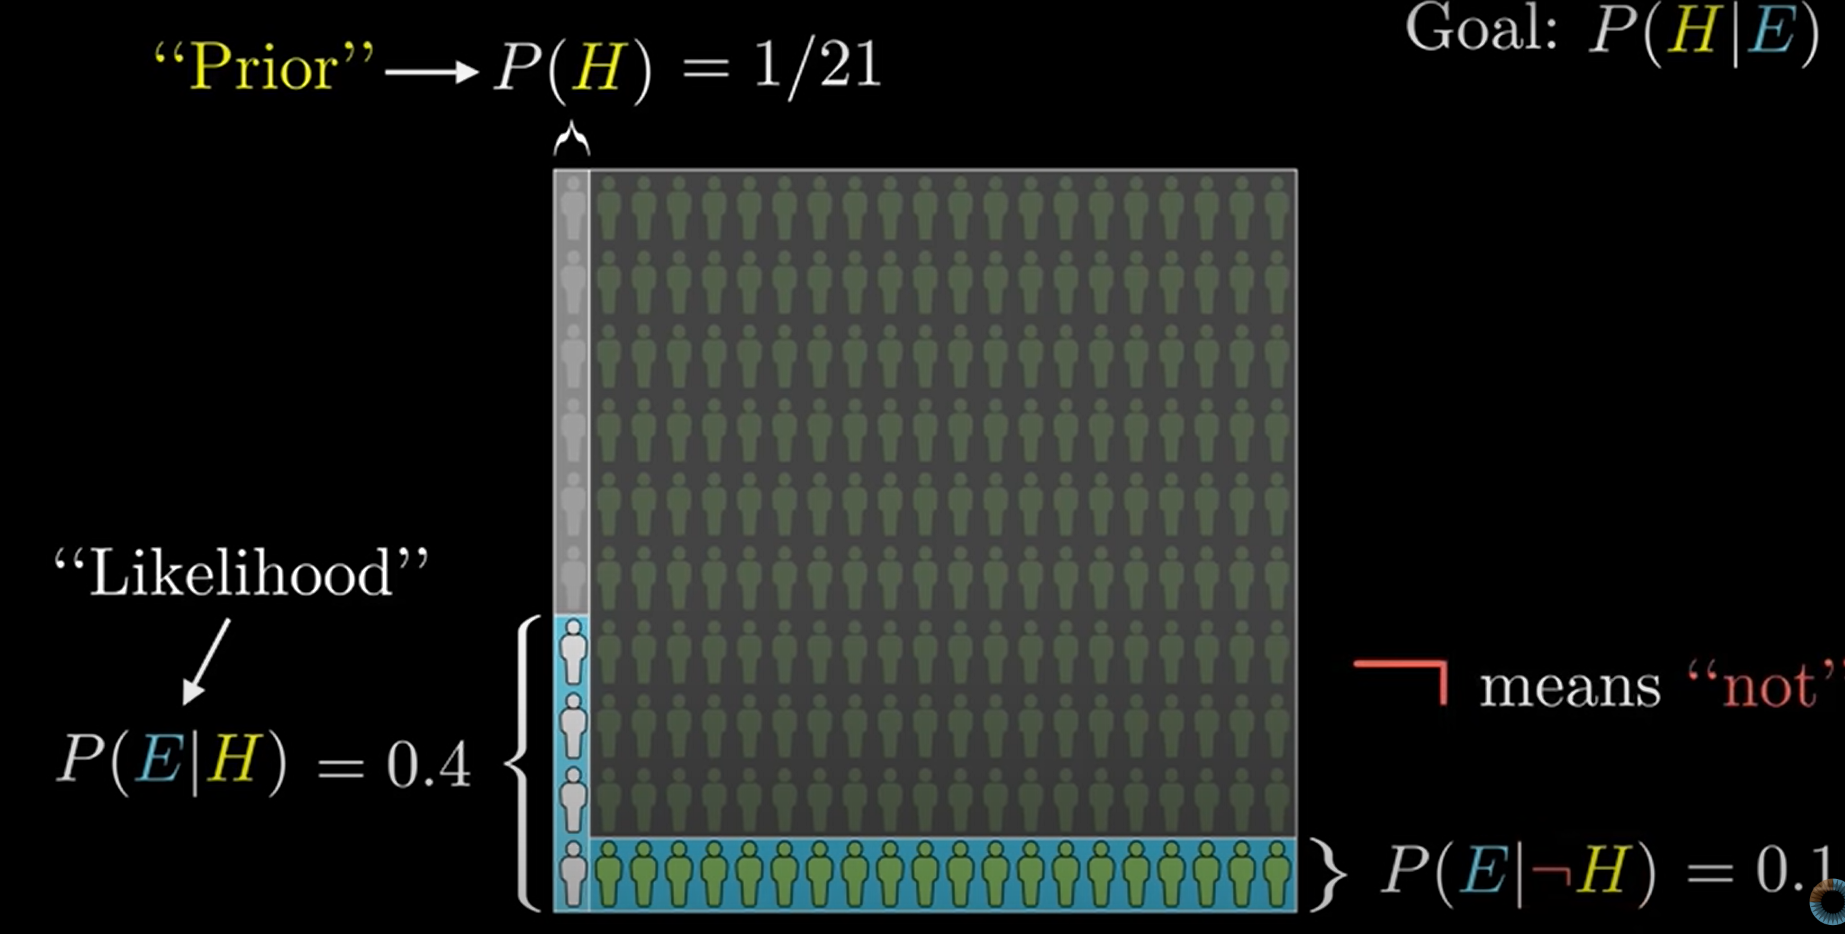 “Prior” → P(H) = 1/21
Goal: P(H|E)
“Likelihood”
P(E|H) = 0.4
¬ means “not”
P(E|¬H) = 0.1